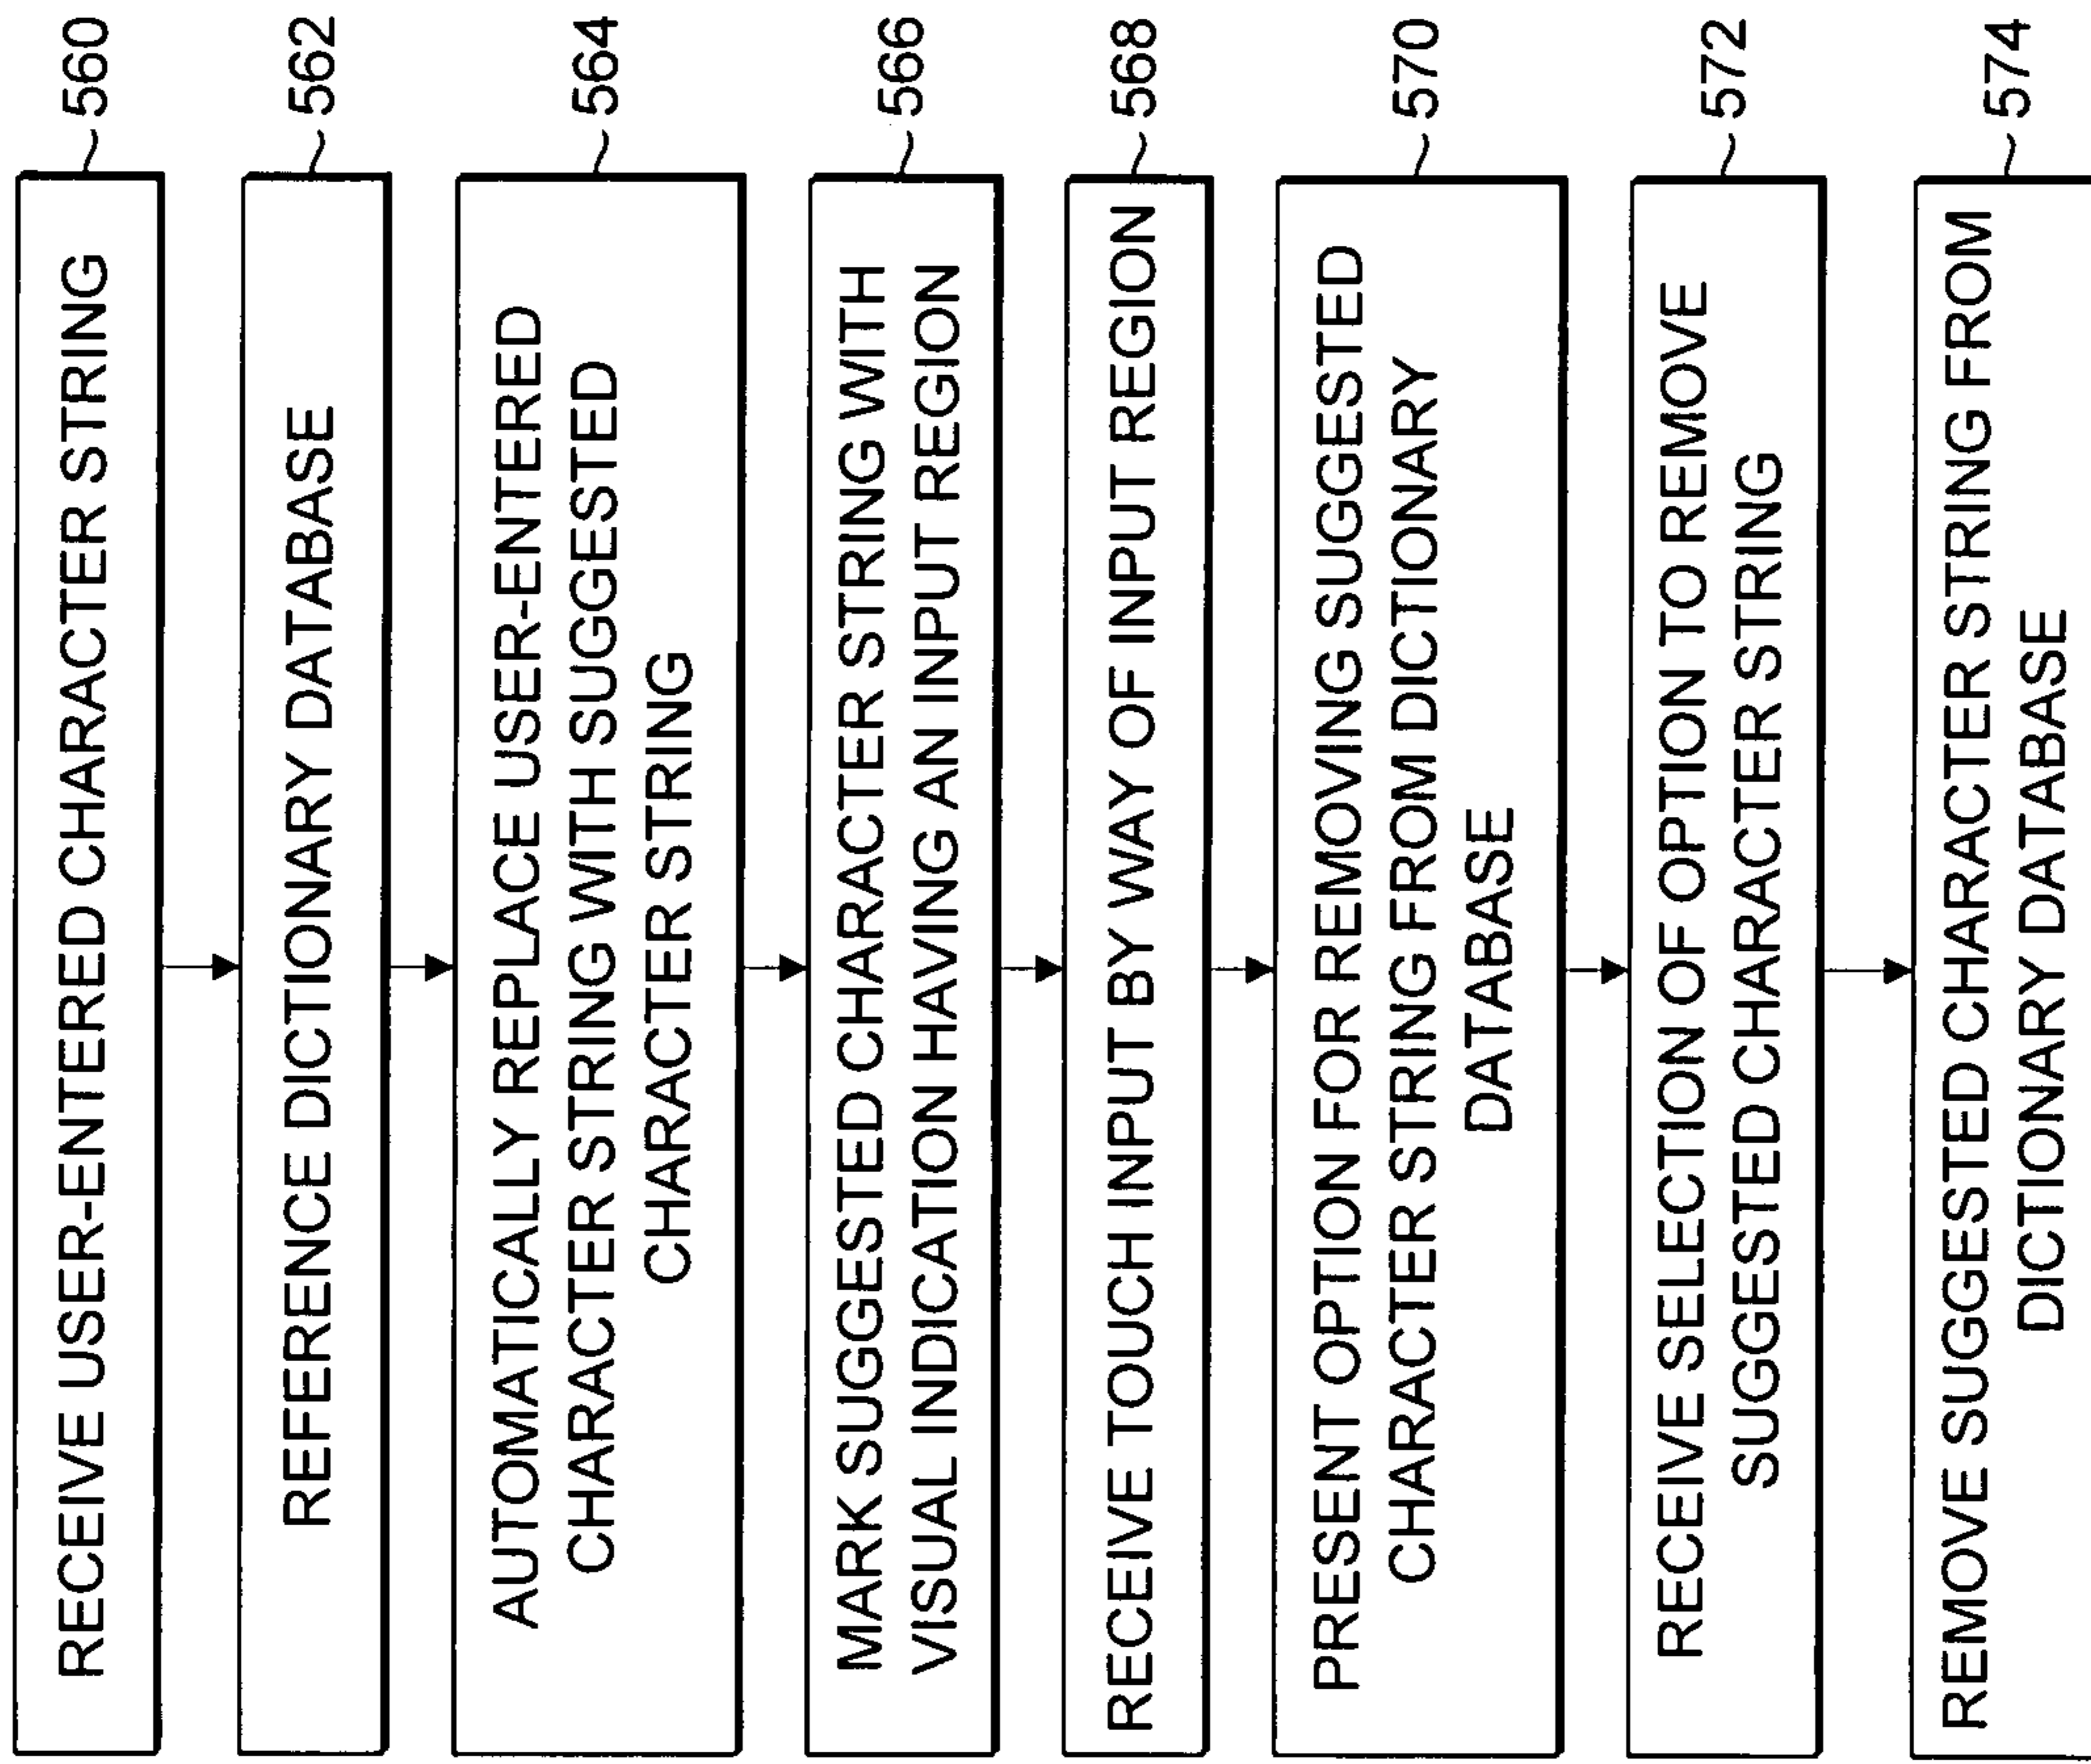 RECEIVE USER-ENTERED CHARACTER STRING
560
REFERENCE DICTIONARY DATABASE
562
AUTOMATICALLY REPLACE USER-ENTERED
CHARACTER STRING WITH SUGGESTED
CHARACTER STRING
564
MARK SUGGESTED CHARACTER STRING WITH
VISUAL INDICATION HAVING AN INPUT REGION
566
RECEIVE TOUCH INPUT BY WAY OF INPUT REGION
568
PRESENT OPTION FOR REMOVING SUGGESTED
CHARACTER STRING FROM DICTIONARY
DATABASE
570
RECEIVE SELECTION OF OPTION TO REMOVE
SUGGESTED CHARACTER STRING
572
REMOVE SUGGESTED CHARACTER STRING FROM
DICTIONARY DATABASE
574